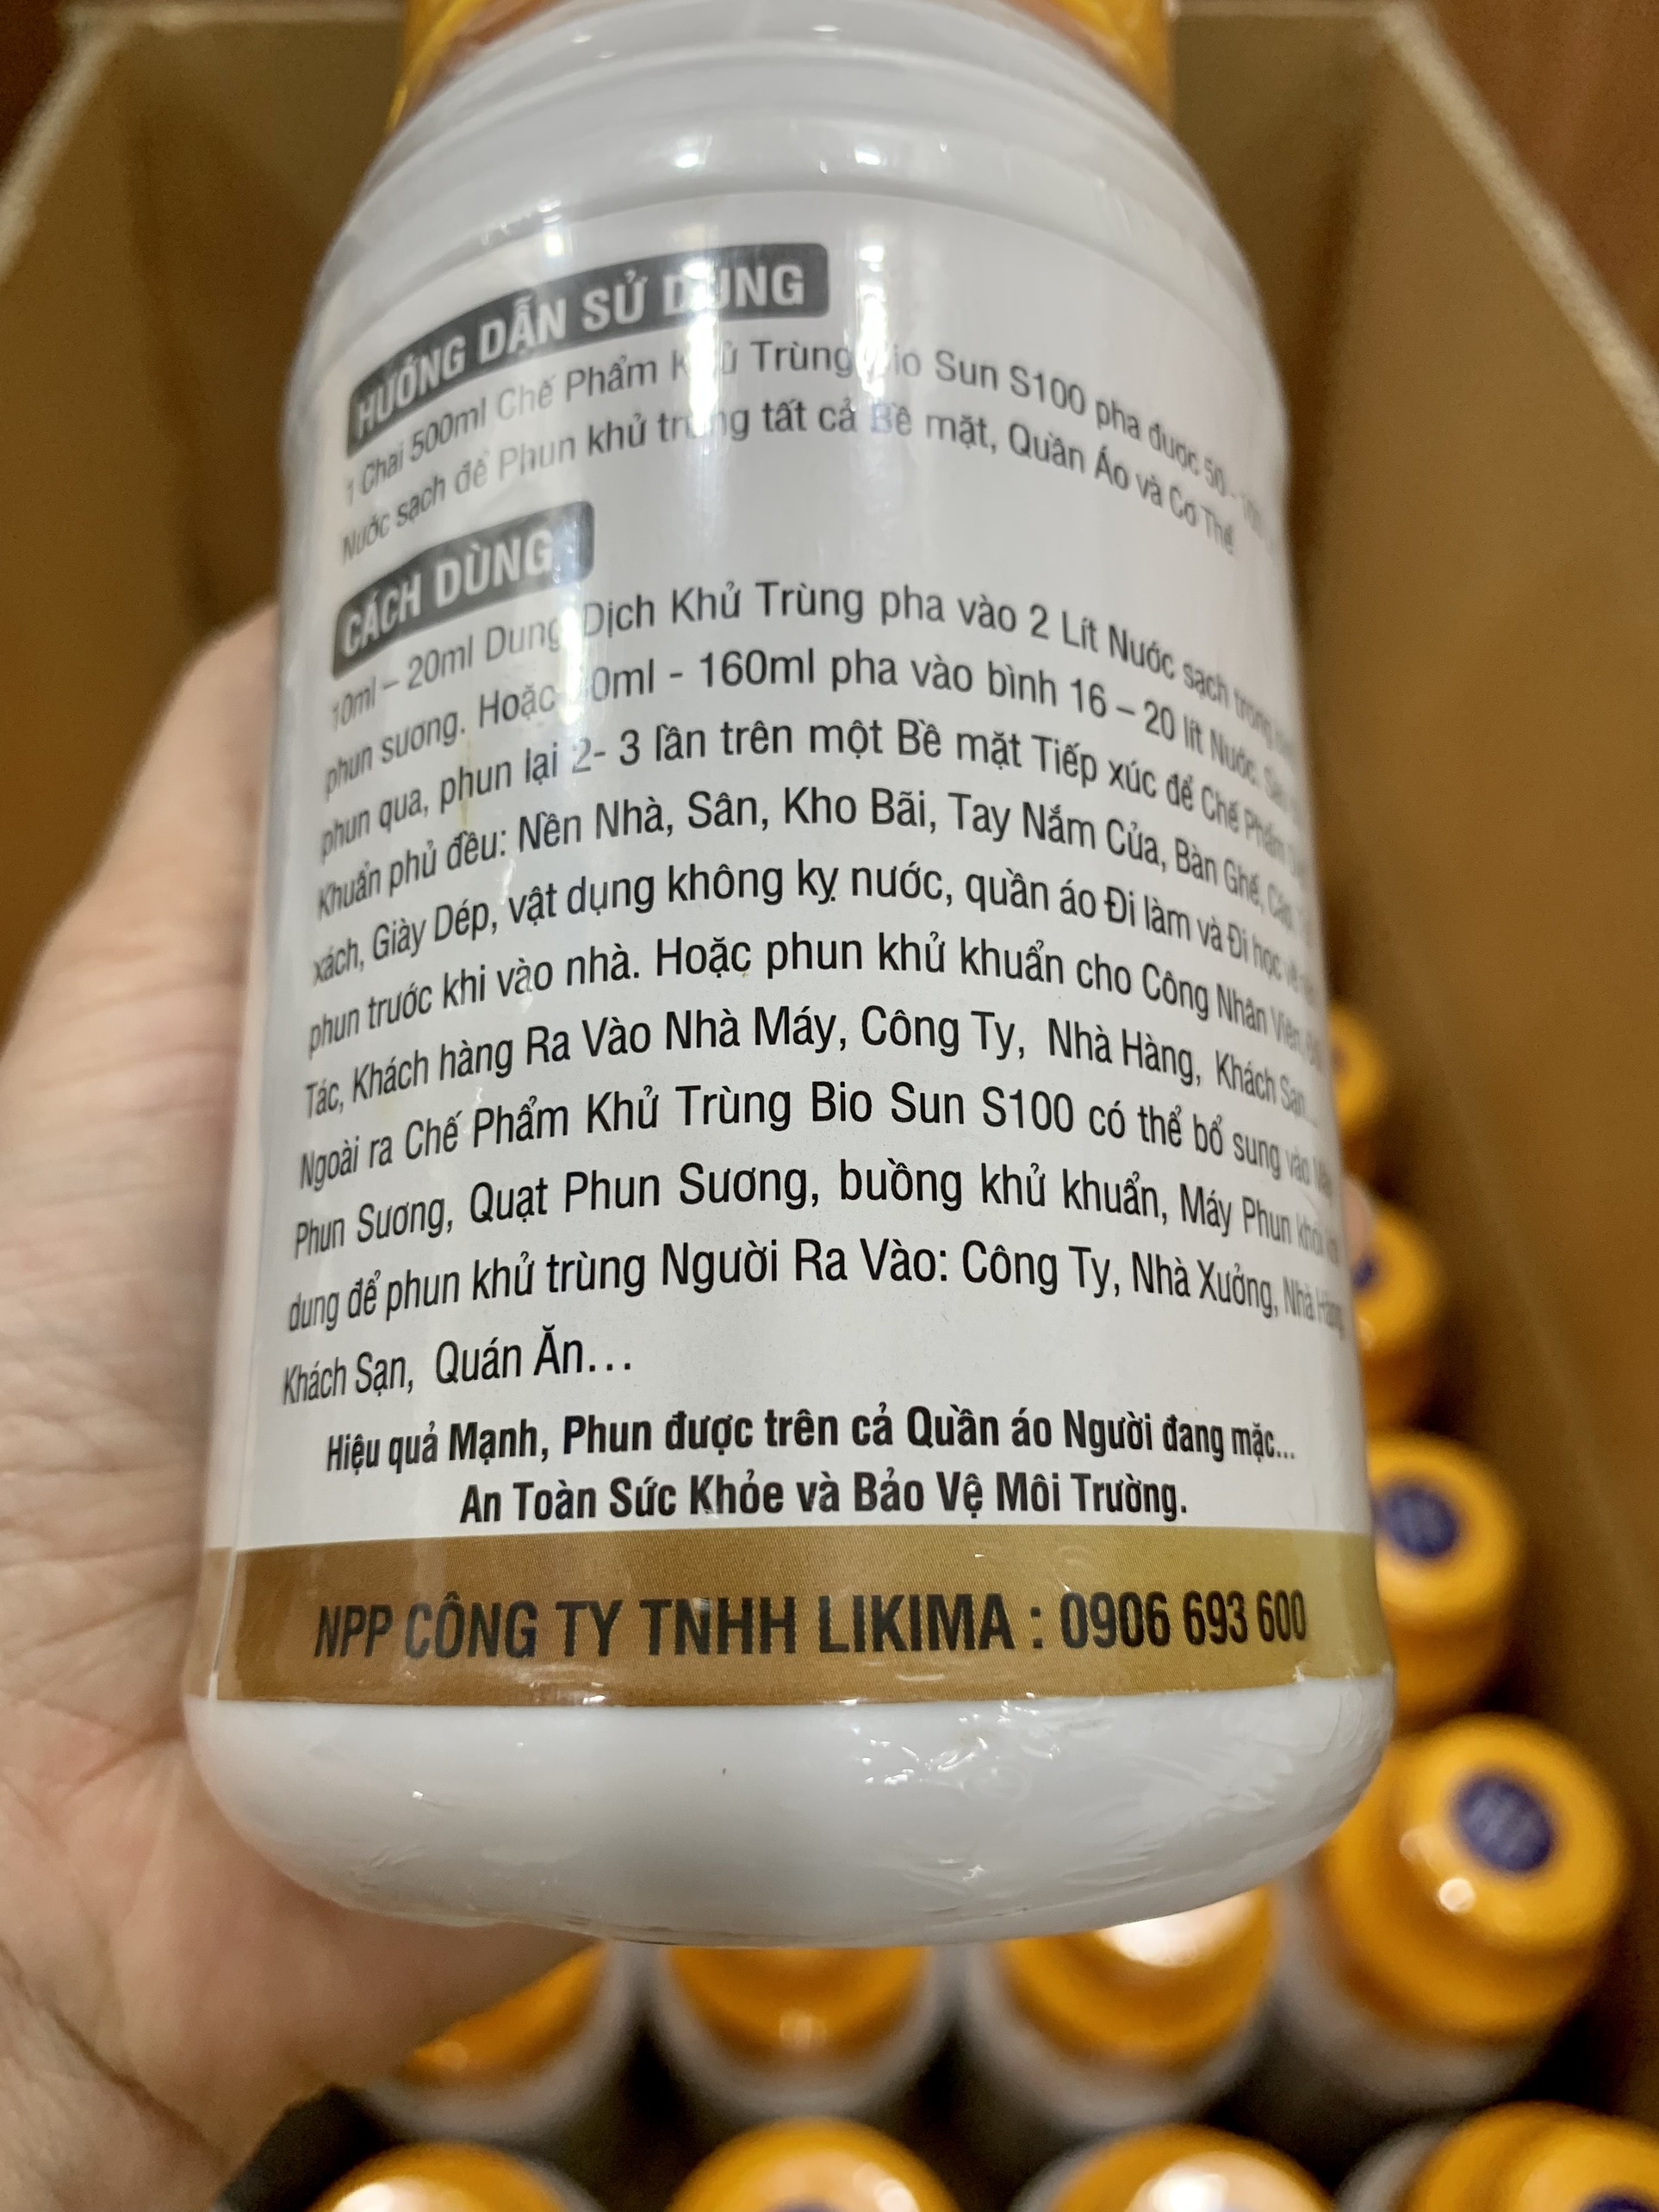 HƯỚNG DẪN SỬ DỤNG
1 Chai 500ml Chế Phẩm Khử Trùng Bio Sun S100 pha được 50 -
Nước sạch để Phun khử trùng tất cả Bề mặt, Quần Áo và Cơ Thể
CÁCH DÙNG
10ml – 20ml Dung Dịch Khử Trùng pha vào 2 Lít Nước sạch trong
phun sương. Hoặc - 160ml pha vào bình 16 – 20 lít Nước.
phun qua, phun lại 2- 3 lần trên một Bề mặt Tiếp xúc để Chế Phẩm
Khuẩn phủ đều: Nền Nhà, Sân, Kho Bãi, Tay Nắm Cửa, Bàn Ghế,
xách, Giày Dép, vật dụng không kỵ nước, quần áo Đi làm và Đi học về
phun trước khi vào nhà. Hoặc phun khử khuẩn cho Công Nhân Viên,
Tác, Khách hàng Ra Vào Nhà Máy, Công Ty, Nhà Hàng, Khách Sạn...
Ngoài ra Chế Phẩm Khử Trùng Bio Sun S100 có thể bổ sung vào
Phun Sương, Quạt Phun Sương, buồng khử khuẩn, Máy Phun khói
dung để phun khử trùng Người Ra Vào: Công Ty, Nhà Xưởng, Nhà Hàng,
Khách Sạn, Quán Ăn...
Hiệu quả Mạnh, Phun được trên cả Quần áo Người đang mặc...
An Toàn Sức Khỏe và Bảo Vệ Môi Trường.
NPP CÔNG TY TNHH LIKIMA : 0906 693 600